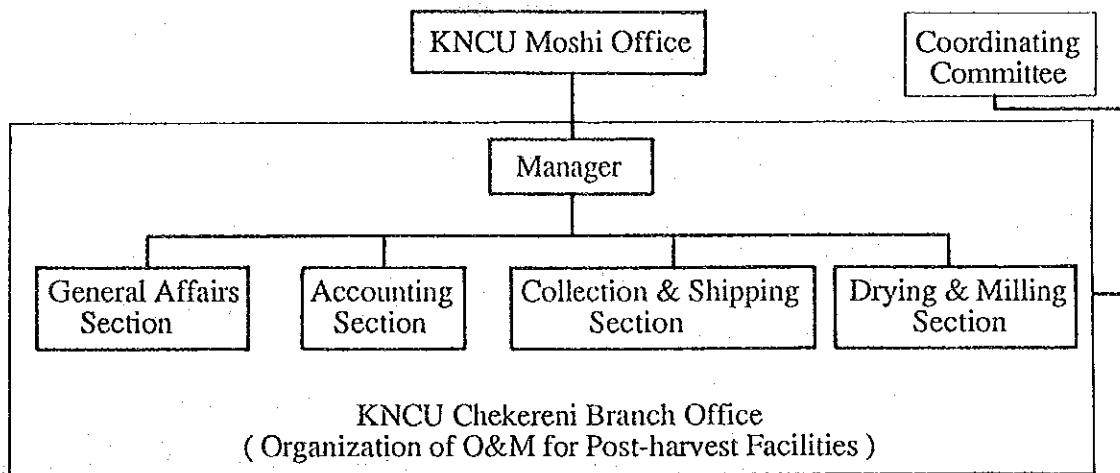 KNCU Moshi Office
Coordinating
Committee
Manager
General Affairs
Section
Accounting
Section
Collection & Shipping
Section
Drying & Milling
Section
KNCU Chekereni Branch Office
( Organization of O&M for Post-harvest Facilities )